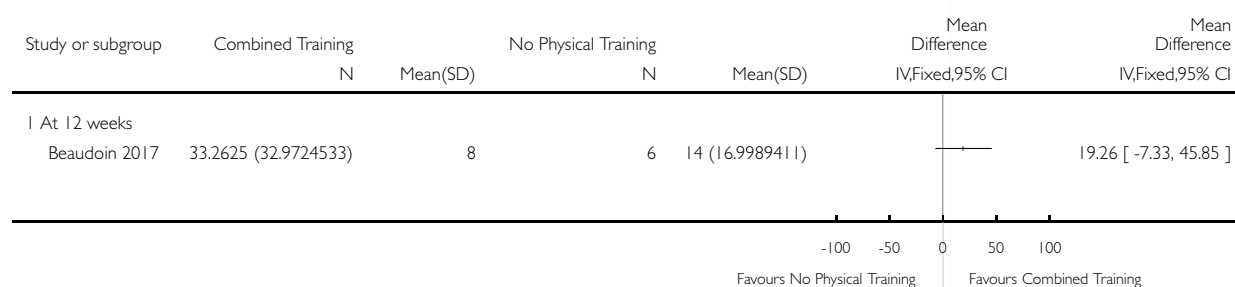 Study or subgroup Combined Training No Physical Training Mean Difference Mean Difference
N Mean(SD) N Mean(SD) IV,Fixed,95% CI IV,Fixed,95% CI
1 At 12 weeks
Beaudoin 2017 33.2625 (32.9724533) 8 6 14 (16.9989411) 19.26 [ -7.33, 45.85 ]
-100 -50 0 50 100
Favours No Physical Training Favours Combined Training